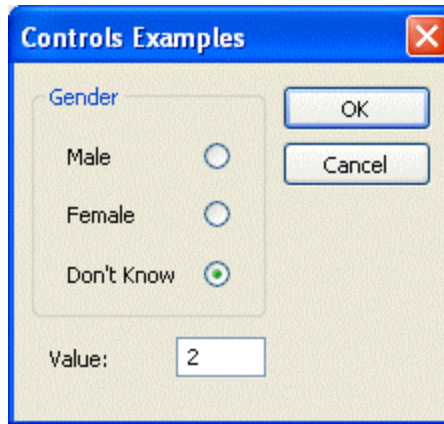 Controls Examples
Gender
Male
Female
Don't Know
OK
Cancel
Value: 2